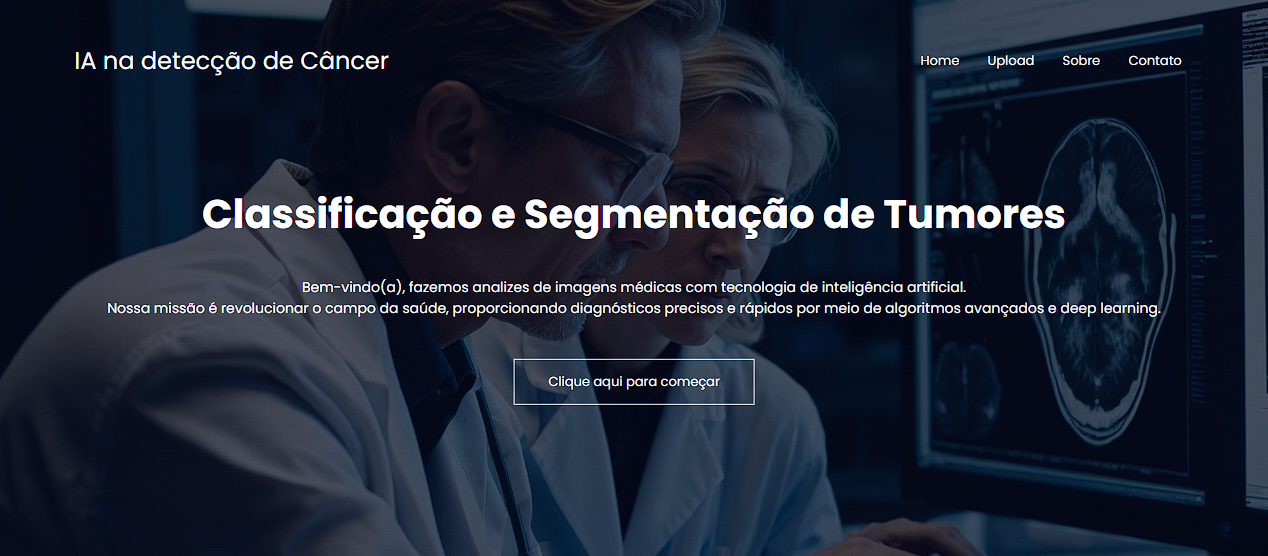 IA na detecção de Câncer
Home Upload Sobre Contato
Classificação e Segmentação de Tumores
Bem-vindo(a), fazemos analizes de imagens médicas com tecnologia de inteligência artificial.
Nossa missão é revolucionar o campo da saúde, proporcionando diagnósticos precisos e rápidos por meio de algoritmos avançados e deep learning.
Clique aqui para começar